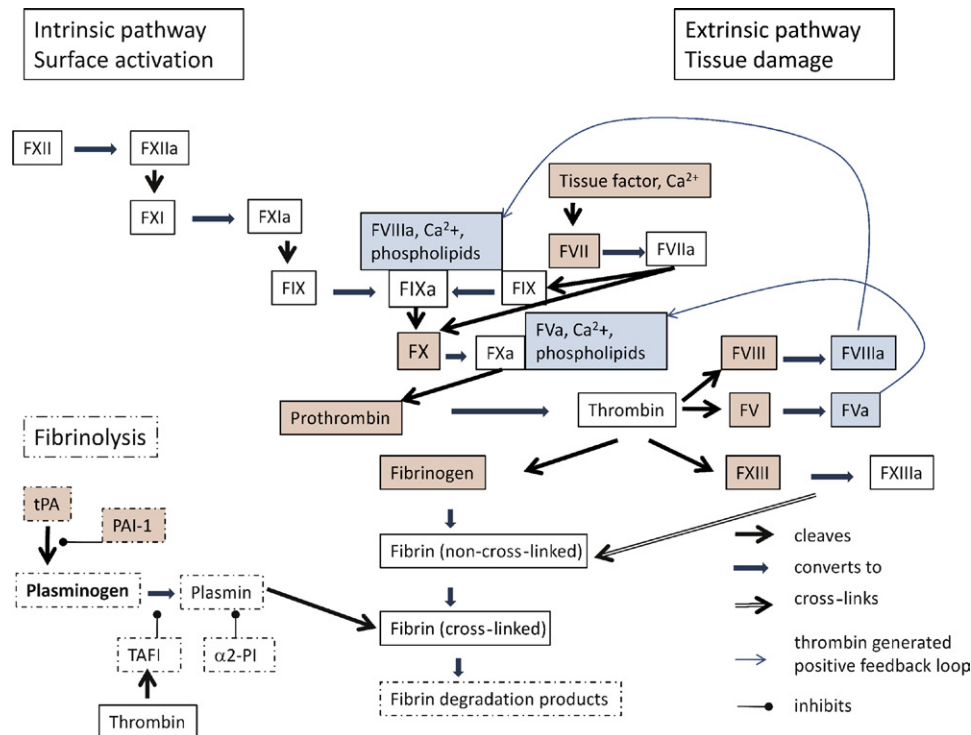 Intrinsic pathway
Surface activation
Extrinsic pathway
Tissue damage
FXII
FXIIa
FXI
FXIa
FIX
FVIIIa, Ca²⁺,
phospholipids
FIXa
FIX
Tissue factor, Ca²⁺
FVII
FVIIa
FX
FXa
FVa, Ca²⁺,
phospholipids
FVIII
FVIIIa
Prothrombin
Thrombin
FV
FVa
Fibrinolysis
Fibrinogen
FXIII
FXIIIa
tPA
PAI-1
Fibrin (non-cross-linked)
Plasminogen
Plasmin
Fibrin (cross-linked)
TAFI
α2-PI
Fibrin degradation products
Thrombin
cleaves
converts to
cross-links
thrombin generated
positive feedback loop
inhibits